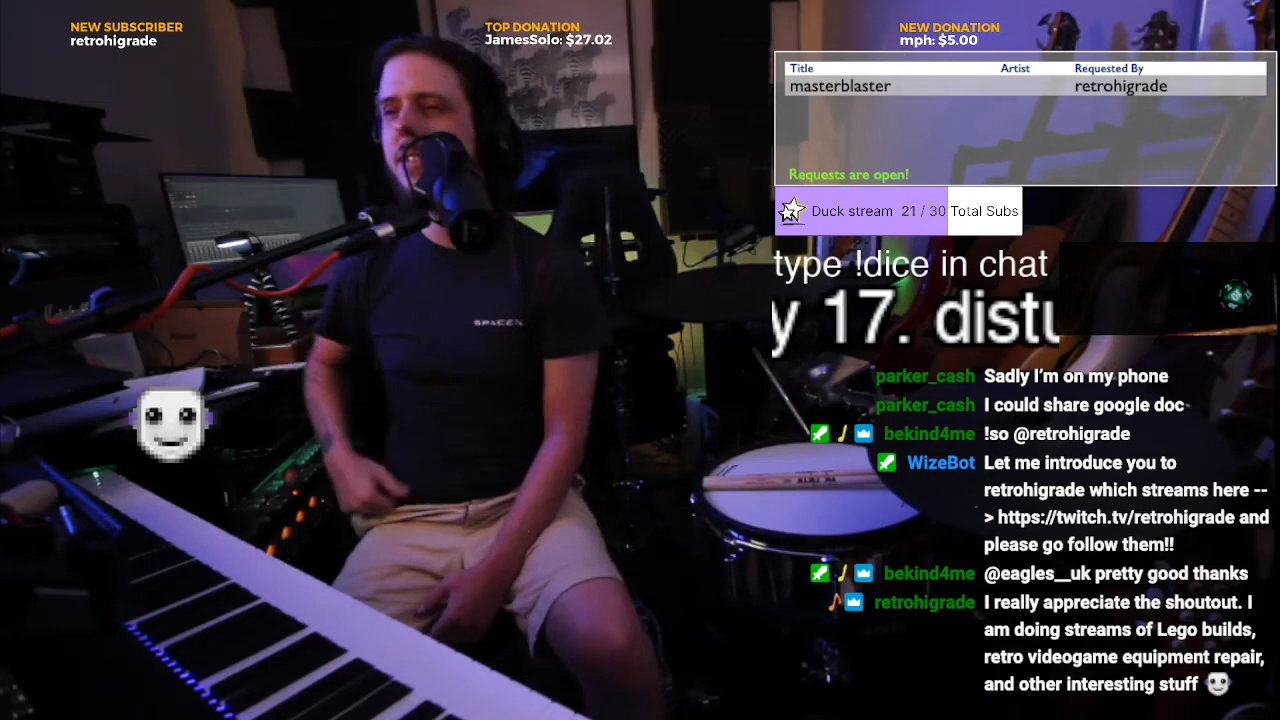 NEW SUBSCRIBER
retrohigrade
TOP DONATION
JamesSolo: $27.02
NEW DONATION
mph: $5.00
Title Artist Requested By
masterblaster retrohigrade
Requests are open!
Duck stream 21 / 30 Total Subs
type !dice in chat
y 17. distu
SPACEX
parker_cash Sadly I'm on my phone
parker_cash I could share google doc
bekind4me !so @retrohigrade
WizeBot Let me introduce you to
retrohigrade which streams here --
> https://twitch.tv/retrohigrade and
please go follow them!!
bekind4me @eagles__uk pretty good thanks
retrohigrade I really appreciate the shoutout. I
am doing streams of Lego builds,
retro videogame equipment repair,
and other interesting stuff